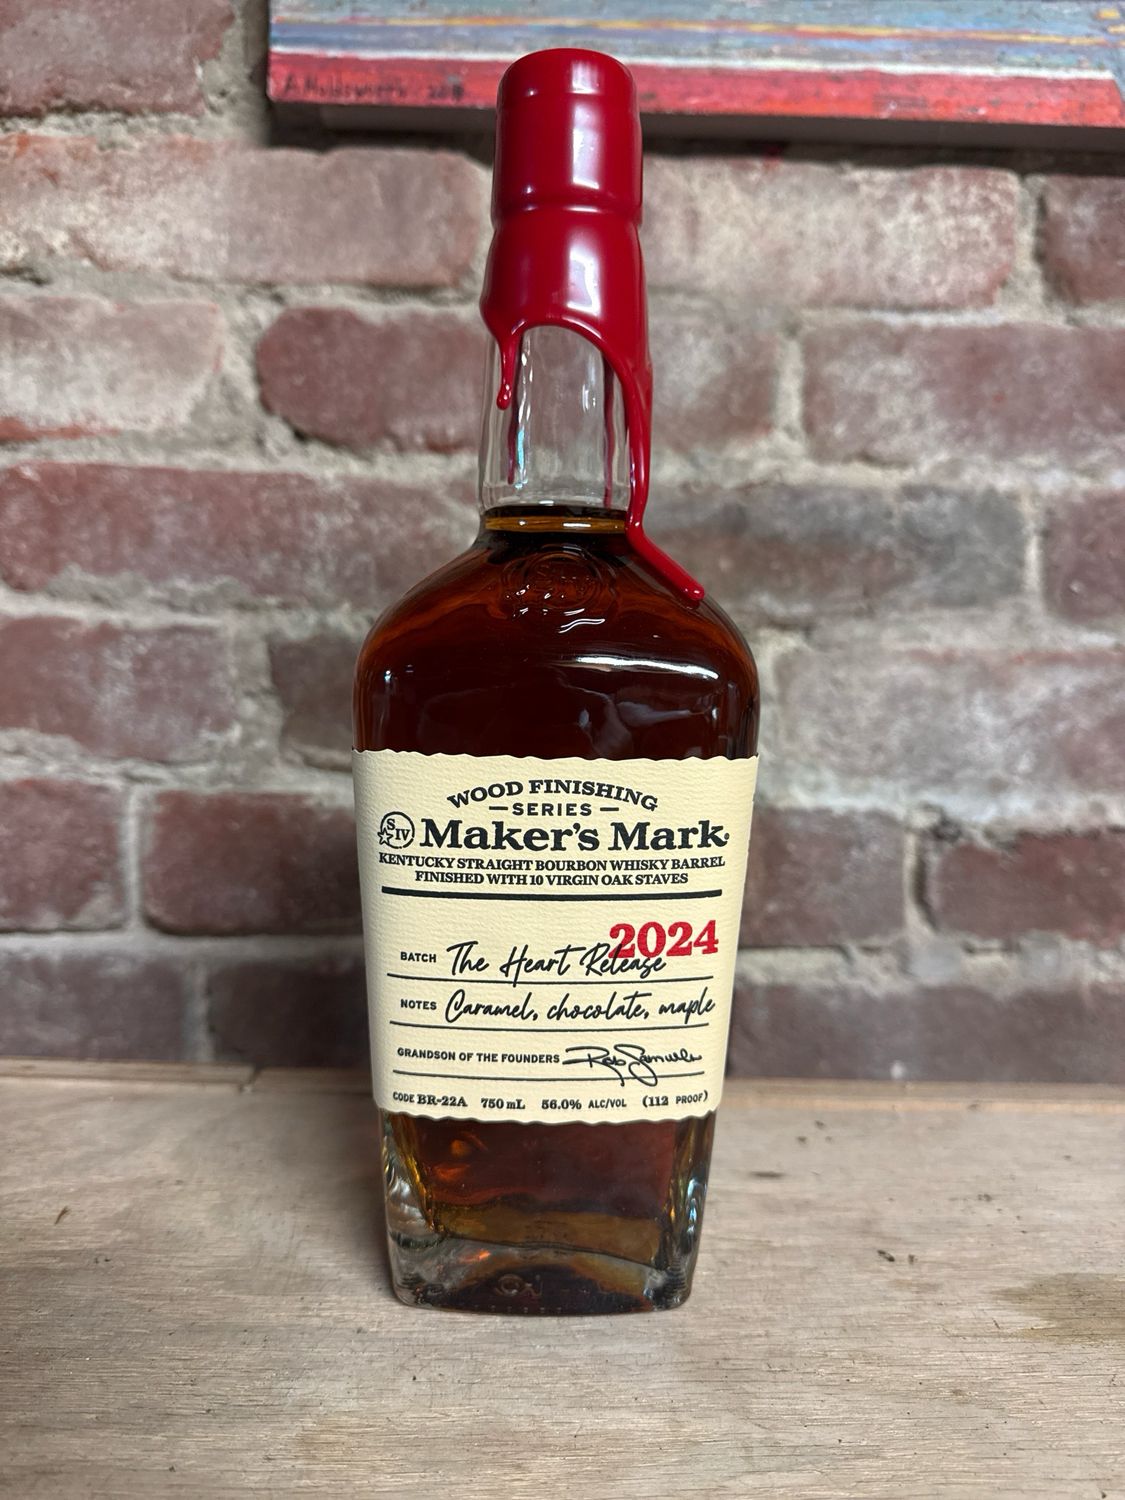 WOOD FINISHING
— SERIES —
S IV
Maker's Mark
KENTUCKY STRAIGHT BOURBON WHISKY BARREL
FINISHED WITH 10 VIRGIN OAK STAVES
2024
BATCH The Heart Release
NOTES Caramel, chocolate, maple
GRANDSON OF THE FOUNDERS Rob Samuels
CODE BR-22A 750 mL 56.0% ALC/VOL (112 PROOF)